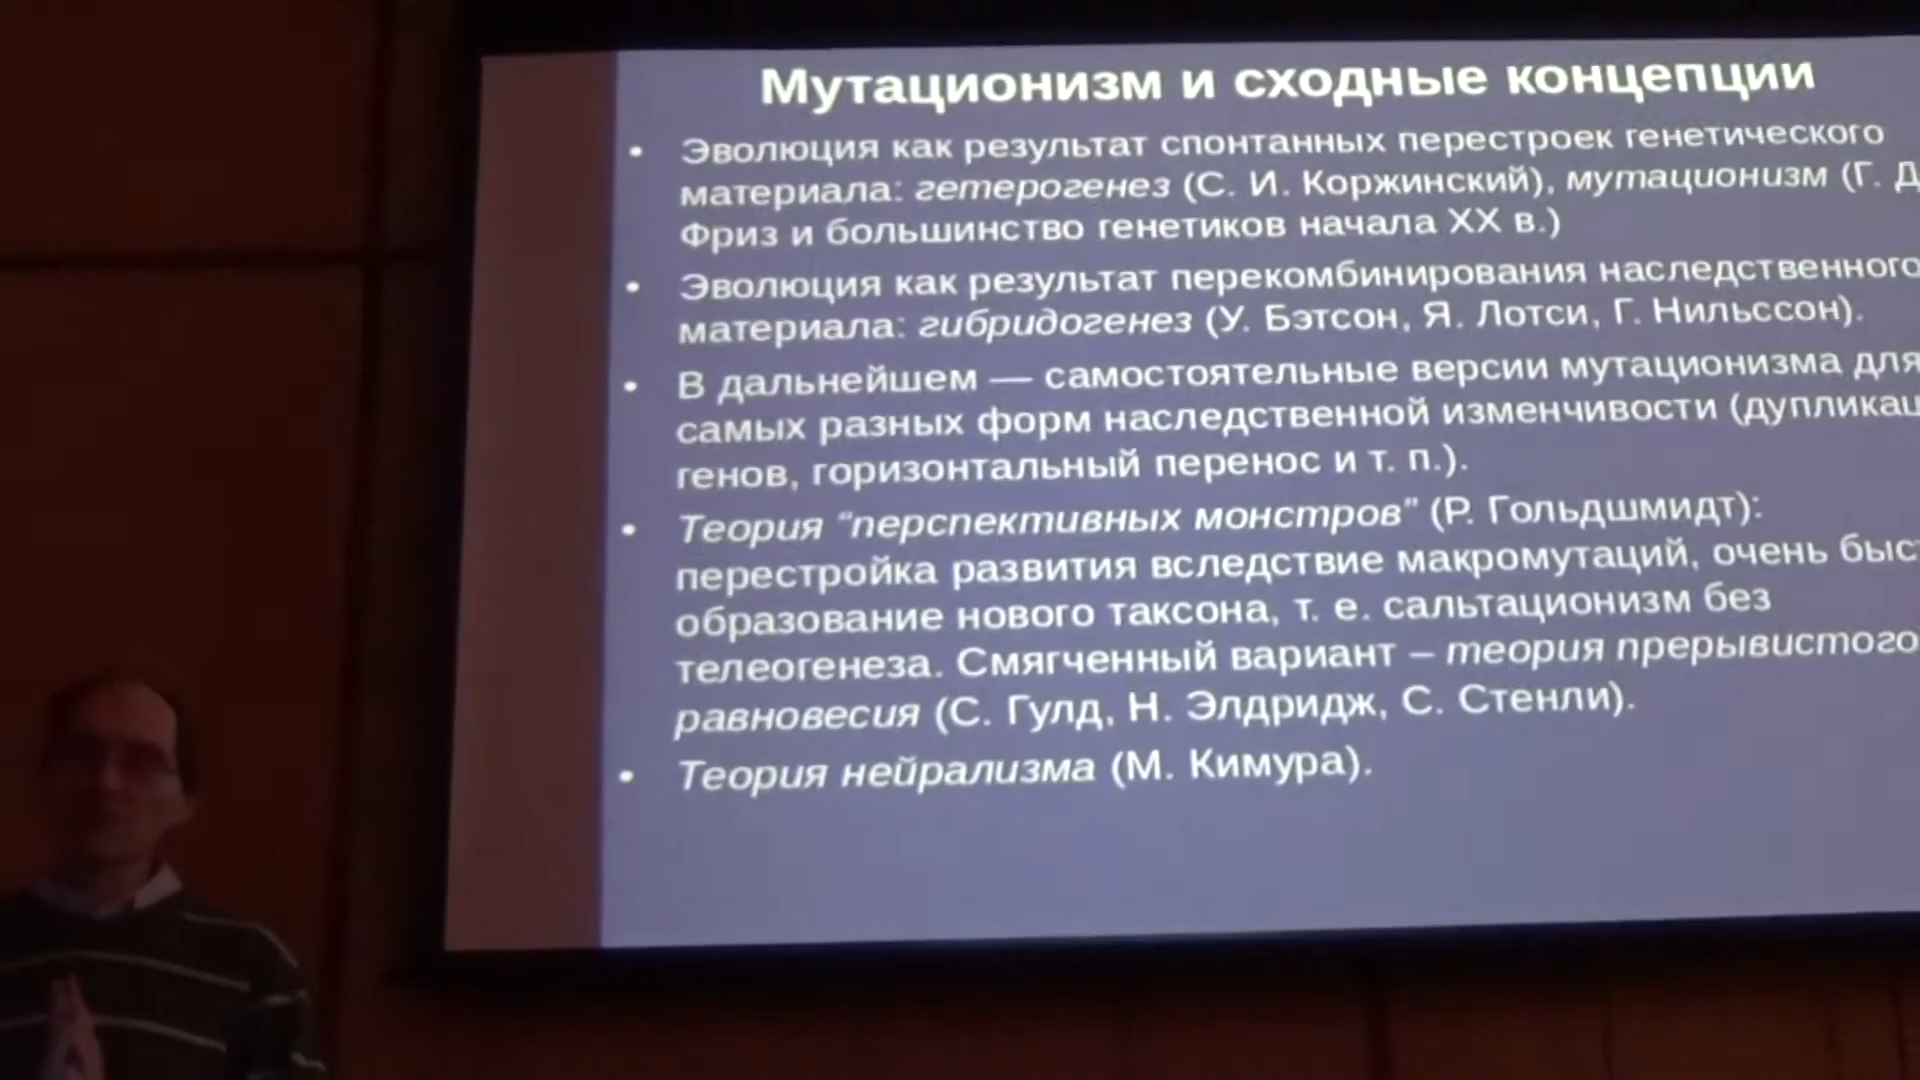 Мутационизм и сходные концепции
• Эволюция как результат спонтанных перестроек генетического
материала: гетерогенез (С. И. Коржинский), мутационизм (Г. Д
Фриз и большинство генетиков начала XX в.)
• Эволюция как результат перекомбинирования наследственного
материала: гибридогенез (У. Бэтсон, Я. Лотси, Г. Нильссон).
• В дальнейшем — самостоятельные версии мутационизма для
самых разных форм наследственной изменчивости (дупликац
генов, горизонтальный перенос и т. п.).
• Теория “перспективных монстров” (Р. Гольдшмидт):
перестройка развития вследствие макромутаций, очень быс
образование нового таксона, т. е. сальтационизм без
телеогенеза. Смягченный вариант – теория прерывистого
равновесия (С. Гулд, Н. Элдридж, С. Стенли).
• Теория нейрализма (М. Кимура).